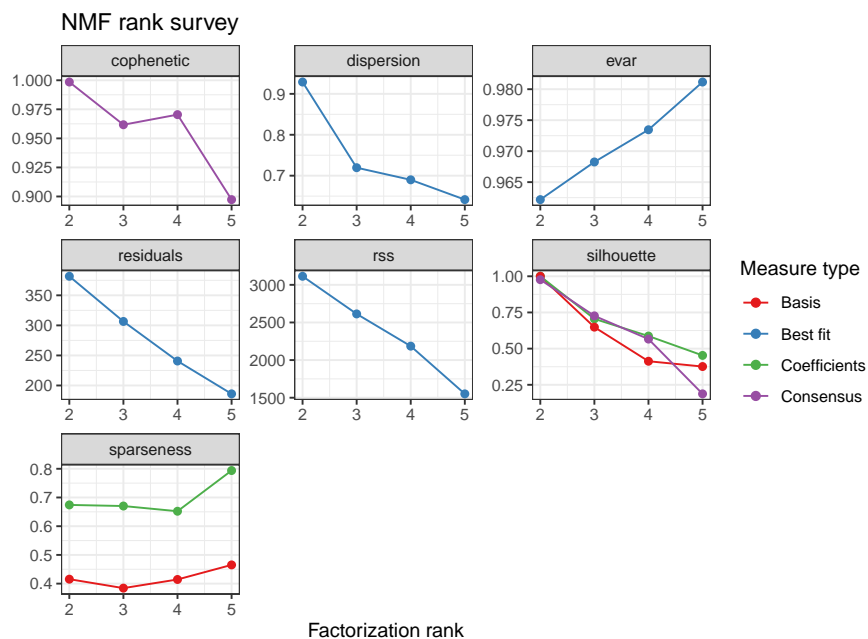 NMF rank survey
cophenetic
dispersion
evar
1.000
0.975
0.950
0.925
0.900
2 3 4 5
0.9
0.8
0.7
2 3 4 5
0.980
0.975
0.970
0.965
2 3 4 5
residuals
rss
silhouette
350
300
250
200
2 3 4 5
3000
2500
2000
1500
2 3 4 5
1.00
0.75
0.50
0.25
2 3 4 5
Measure type
Basis
Best fit
Coefficients
Consensus
sparseness
0.8
0.7
0.6
0.5
0.4
2 3 4 5
Factorization rank